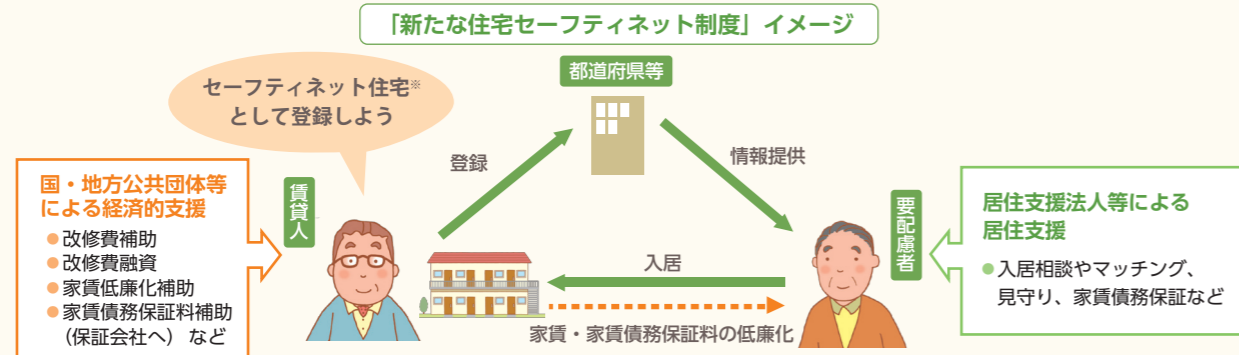 「新たな住宅セーフティネット制度」イメージ
都道府県等
セーフティネット住宅※
として登録しよう
登録
情報提供
国・地方公共団体等
による経済的支援
●改修費補助
●改修費融資
●家賃低廉化補助
●家賃債務保証料補助
（保証会社へ） など
賃貸人
入居
家賃・家賃債務保証料の低廉化
要配慮者
居住支援法人等による
居住支援
●入居相談やマッチング、
見守り、家賃債務保証など